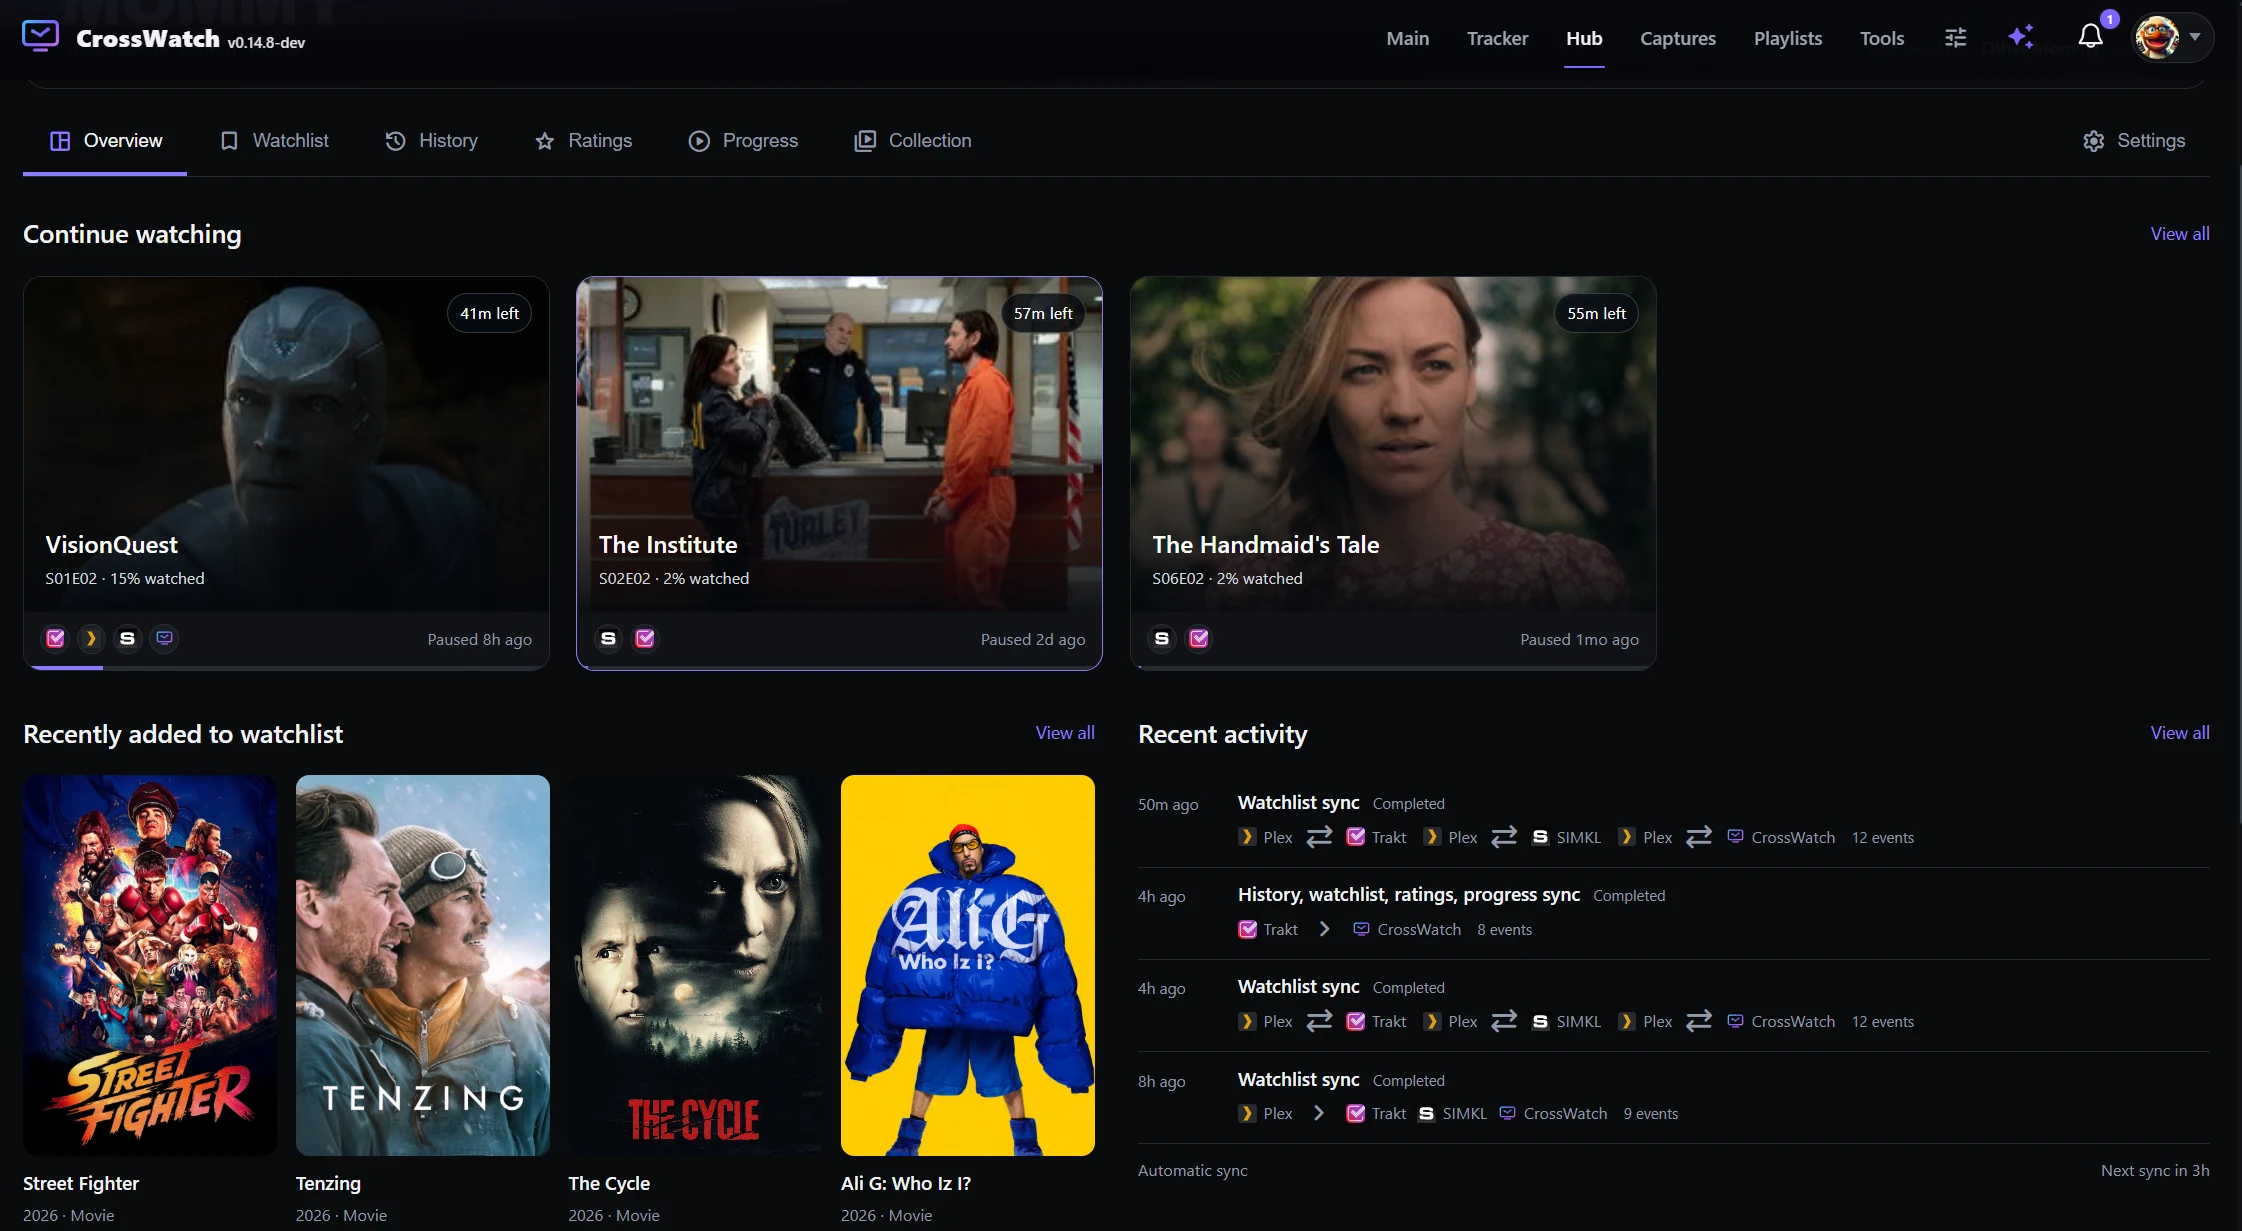 CrossWatch v0.14.8-dev
Main Tracker Hub Captures Playlists Tools 1
Overview Watchlist History Ratings Progress Collection Settings
Continue watching View all
41m left
VisionQuest
S01E02 · 15% watched
Paused 8h ago
57m left
TURLEY
The Institute
S02E02 · 2% watched
Paused 2d ago
55m left
The Handmaid's Tale
S06E02 · 2% watched
Paused 1mo ago
Recently added to watchlist View all
STREET
FIGHTER
Street Fighter
2026 · Movie
TENZING
Tenzing
2026 · Movie
THE CYCLE
The Cycle
2026 · Movie
Ali G
Who Iz I?
Ali G: Who Iz I?
2026 · Movie
Recent activity View all
50m ago Watchlist sync Completed
Plex Trakt Plex SIMKL Plex CrossWatch 12 events
4h ago History, watchlist, ratings, progress sync Completed
Trakt CrossWatch 8 events
4h ago Watchlist sync Completed
Plex Trakt Plex SIMKL Plex CrossWatch 12 events
8h ago Watchlist sync Completed
Plex Trakt SIMKL CrossWatch 9 events
Automatic sync Next sync in 3h